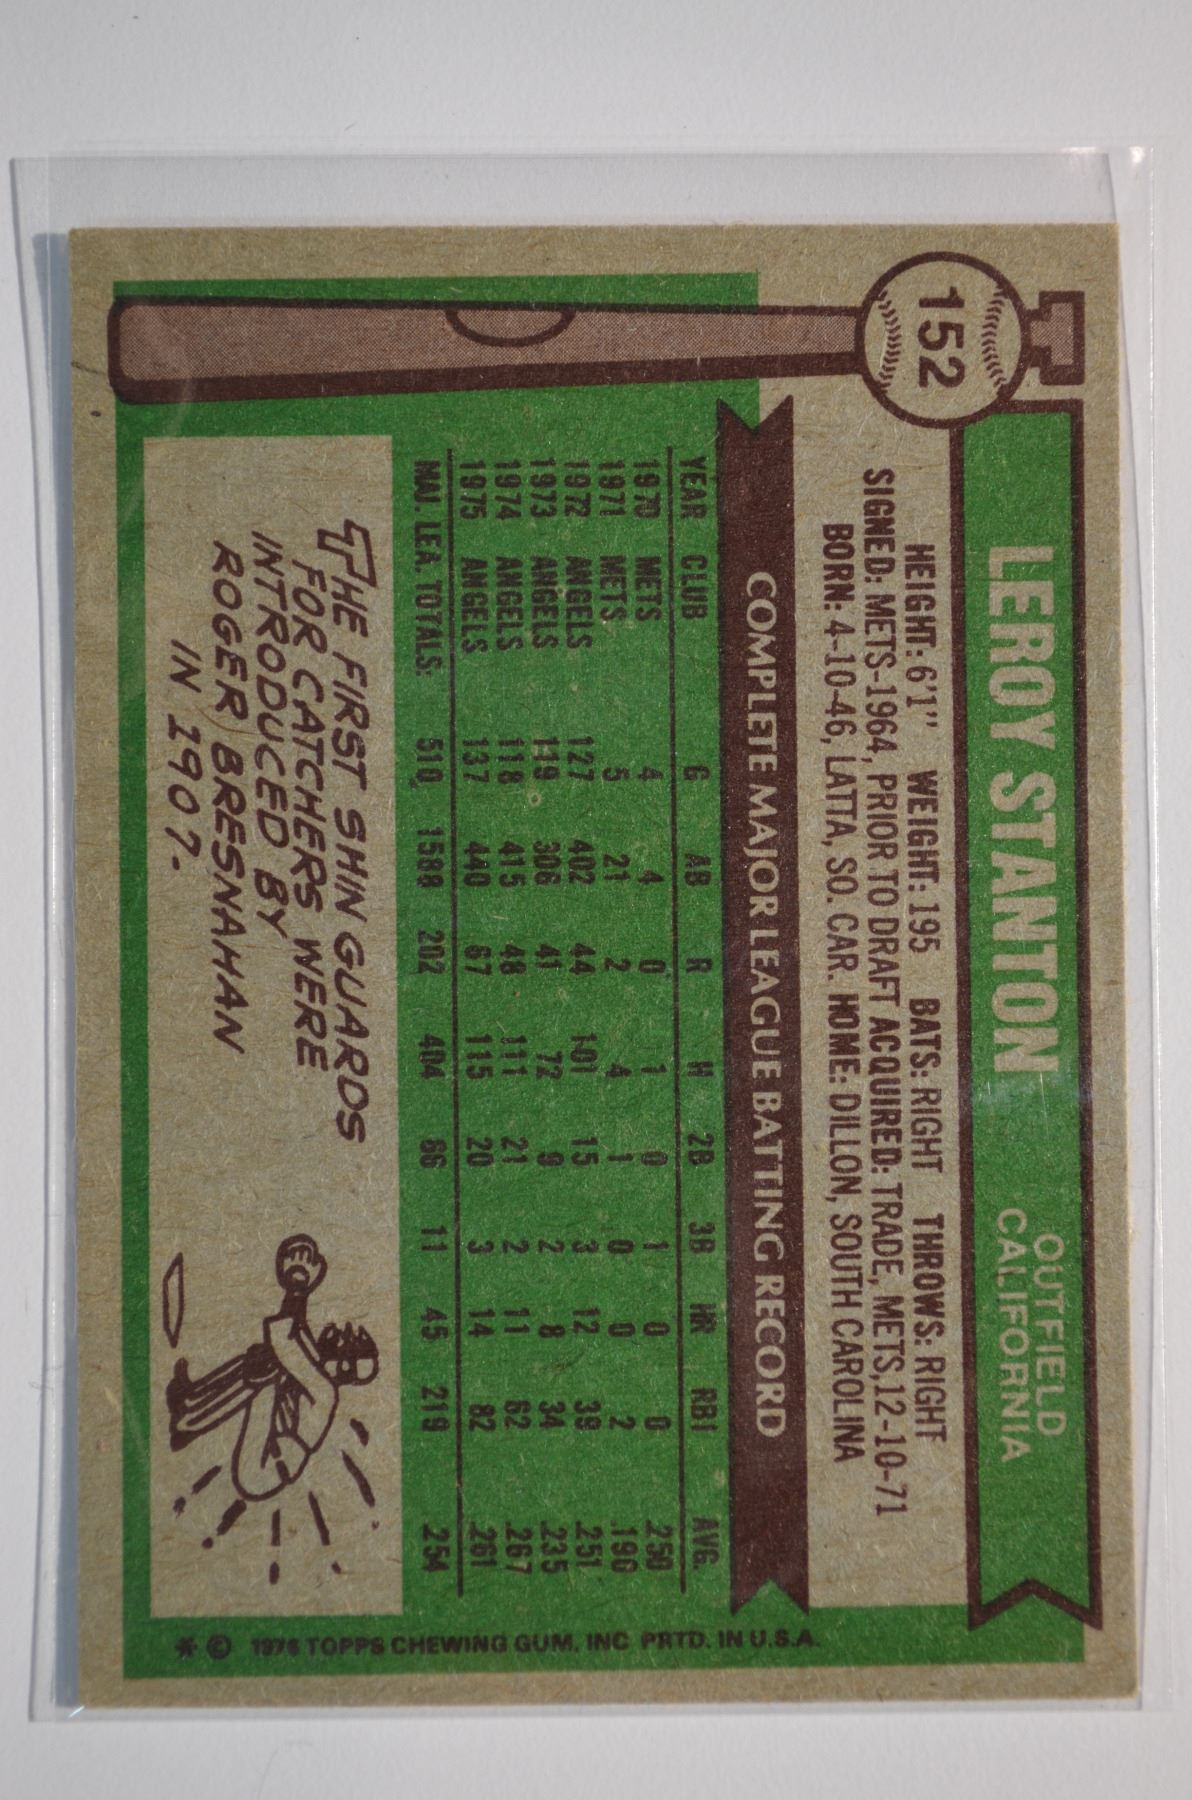 152
LEROY STANTON
OUTFIELD
CALIFORNIA
HEIGHT: 6'1" WEIGHT: 195 BATS: RIGHT THROWS: RIGHT
SIGNED: METS-1964, PRIOR TO DRAFT ACQUIRED: TRADE, METS,12-10-71
BORN: 4-10-46, LATTA, SO. CAR. HOME: DILLON, SOUTH CAROLINA
COMPLETE MAJOR LEAGUE BATTING RECORD
YEAR CLUB G AB R H 2B 3B HR RBI AVG.
1970 METS 4 4 0 1 0 1 0 0 .250
1971 METS 5 21 2 4 1 0 0 2 .190
1972 ANGELS 127 402 44 101 15 3 12 39 .251
1973 ANGELS 119 306 41 72 9 2 8 34 .235
1974 ANGELS 118 415 48 111 21 2 11 62 .267
1975 ANGELS 137 440 67 115 20 3 14 82 .261
MAJ. LEA. TOTALS: 510 1588 202 404 66 11 45 219 .254
THE FIRST SHIN GUARDS
FOR CATCHERS WERE
INTRODUCED BY
ROGER BRESNAHAN
IN 1907.
* © 1976 TOPPS CHEWING GUM, INC PRTD. IN U.S.A.